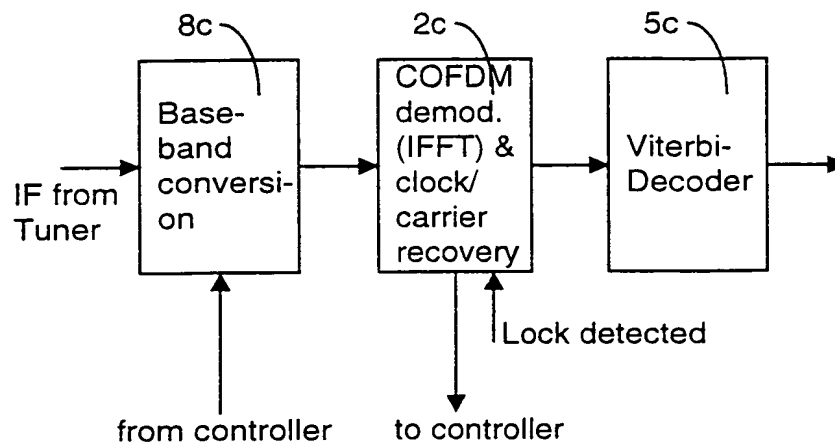 8c
2c
5c
Base-
band
conversi-
on
COFDM
demod.
(IFFT) &
clock/
carrier
recovery
Viterbi-
Decoder
IF from
Tuner
Lock detected
from controller
to controller